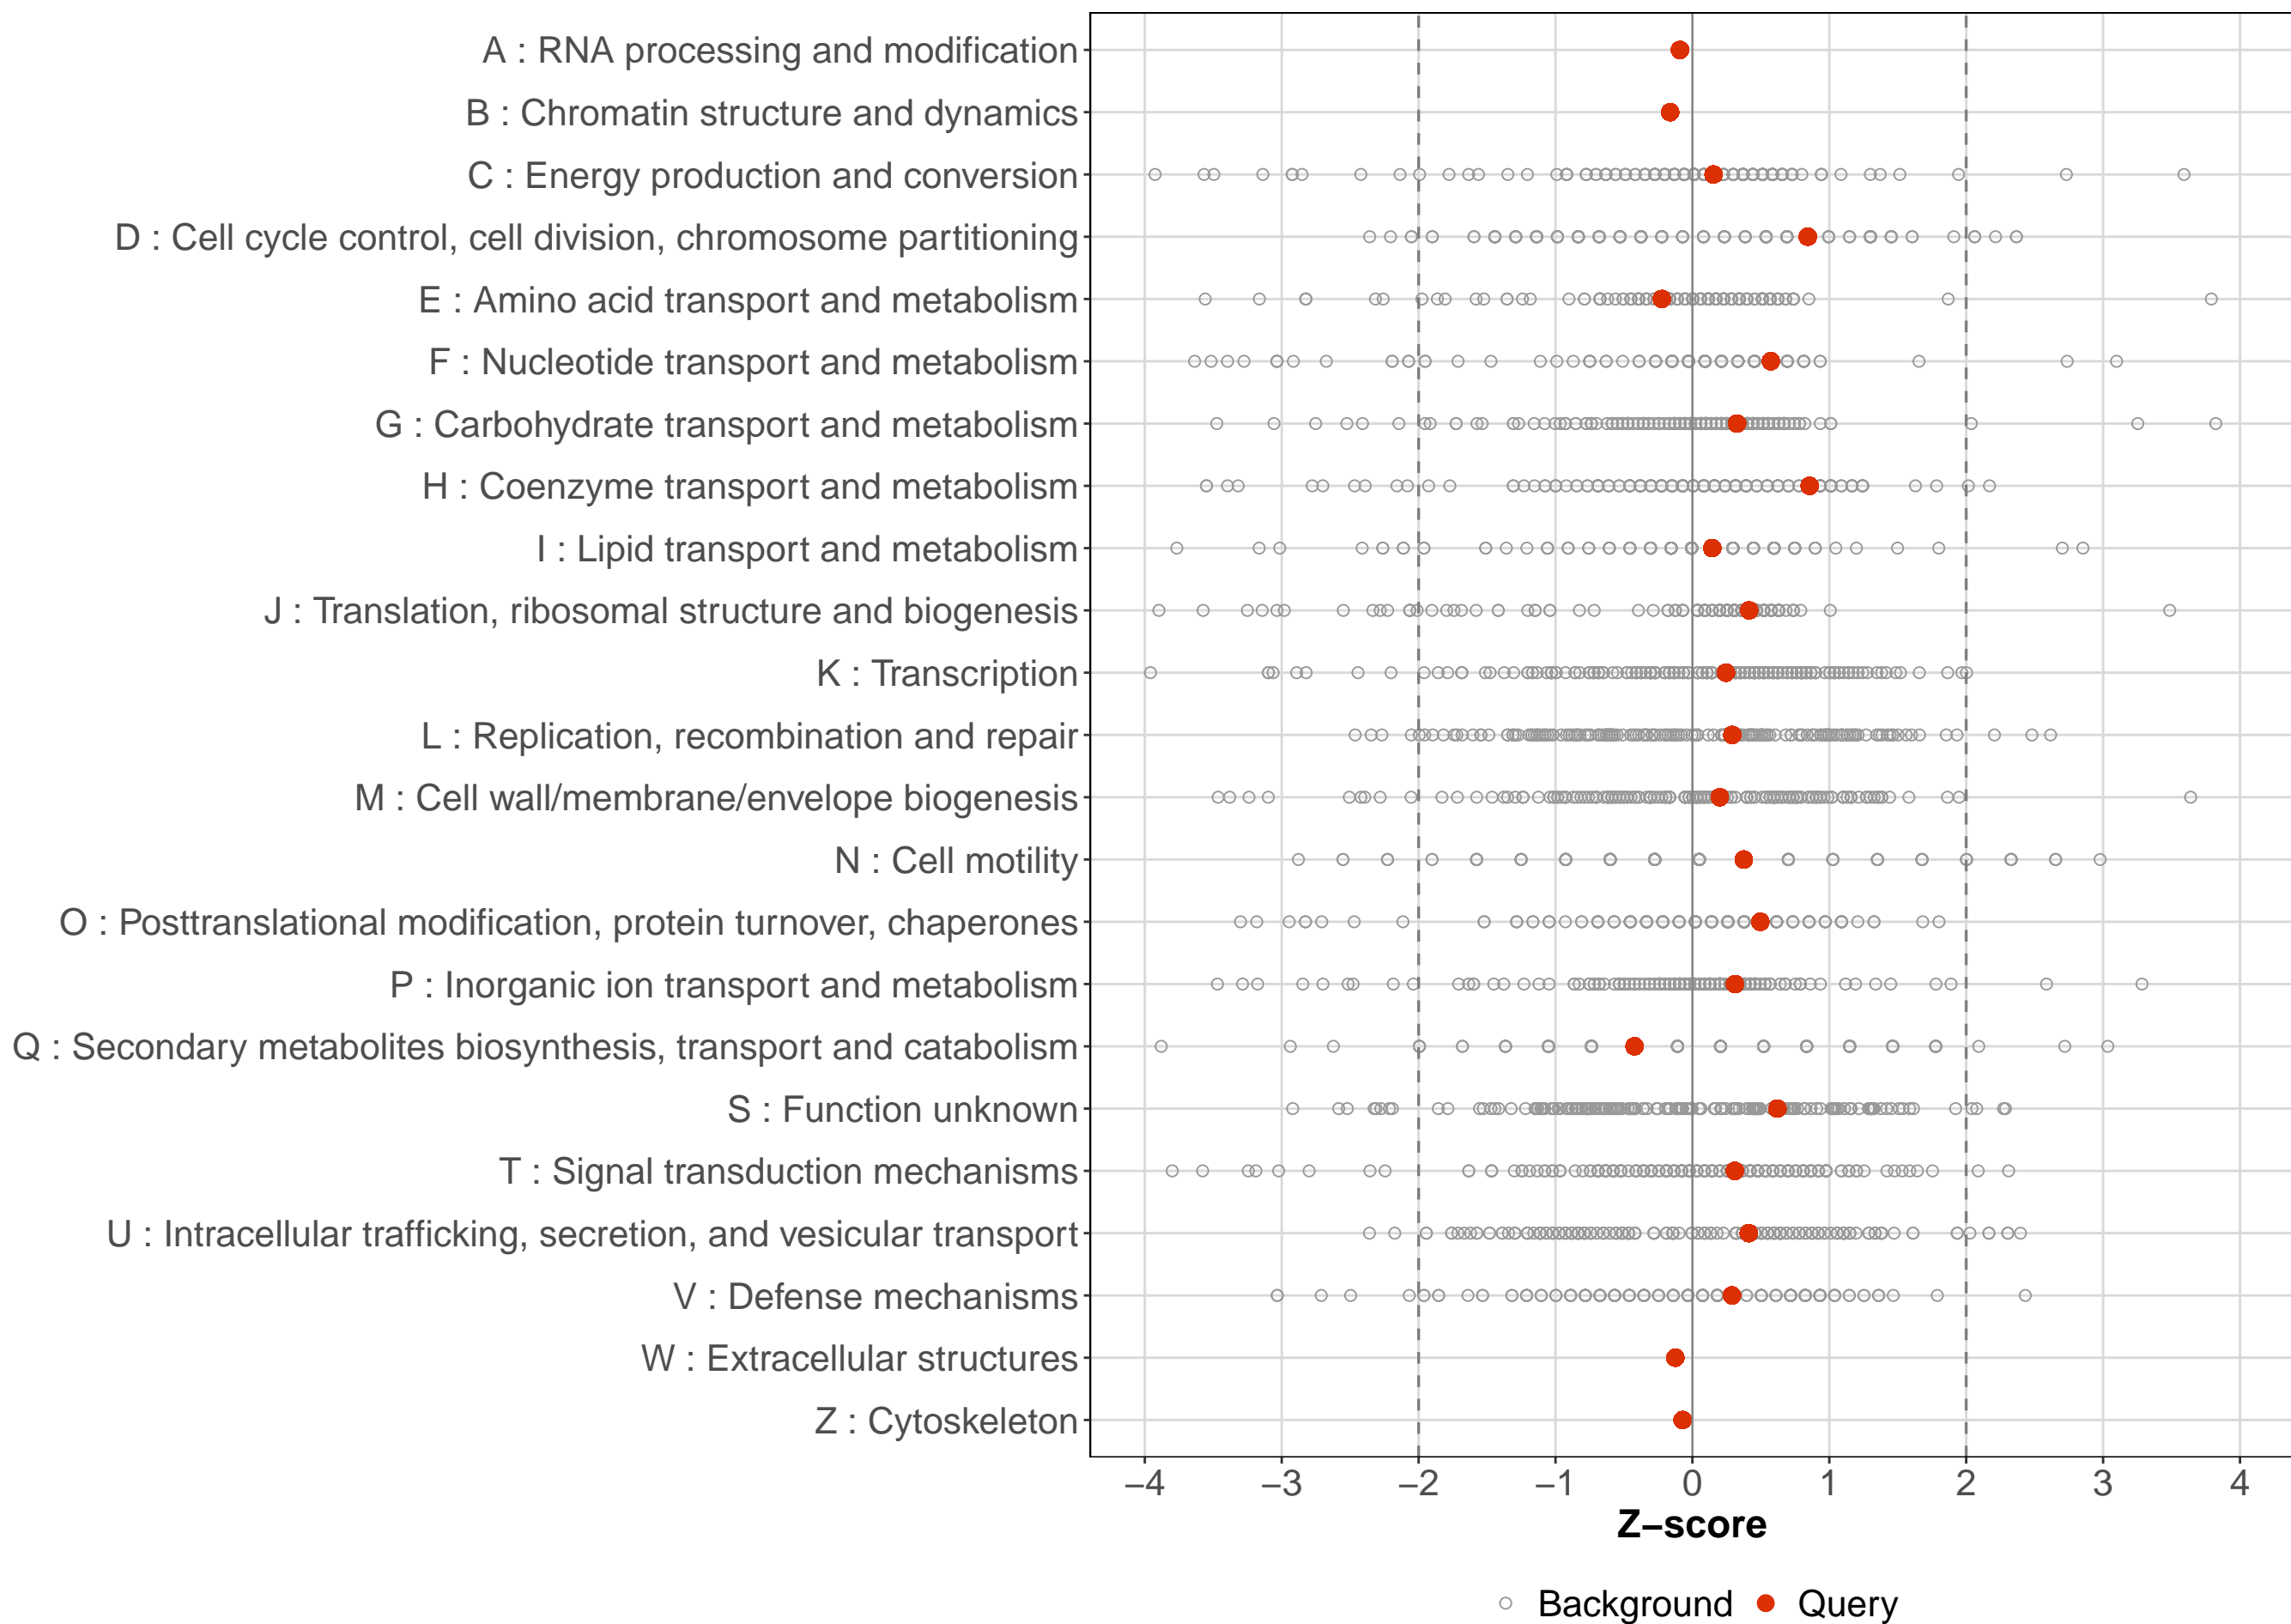 A : RNA processing and modification
B : Chromatin structure and dynamics
C : Energy production and conversion
D : Cell cycle control, cell division, chromosome partitioning
E : Amino acid transport and metabolism
F : Nucleotide transport and metabolism
G : Carbohydrate transport and metabolism
H : Coenzyme transport and metabolism
I : Lipid transport and metabolism
J : Translation, ribosomal structure and biogenesis
K : Transcription
L : Replication, recombination and repair
M : Cell wall/membrane/envelope biogenesis
N : Cell motility
O : Posttranslational modification, protein turnover, chaperones
P : Inorganic ion transport and metabolism
Q : Secondary metabolites biosynthesis, transport and catabolism
S : Function unknown
T : Signal transduction mechanisms
U : Intracellular trafficking, secretion, and vesicular transport
V : Defense mechanisms
W : Extracellular structures
Z : Cytoskeleton
−4 −3 −2 −1 0 1 2 3 4
Z−score
Background Query